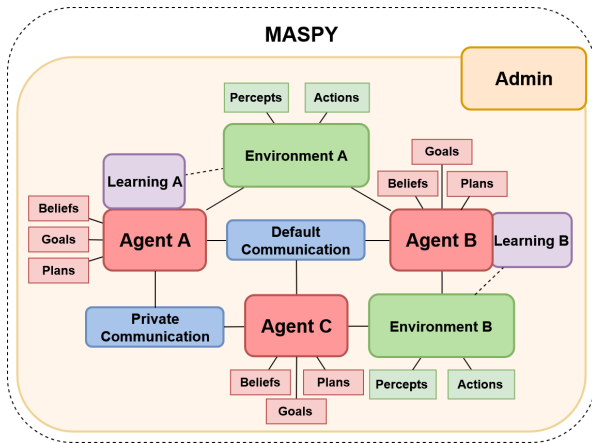 MASPY
Admin
Percepts
Actions
Environment A
Goals
Beliefs
Plans
Learning A
Beliefs
Goals
Plans
Agent A
Default
Communication
Agent B
Learning B
Private
Communication
Agent C
Environment B
Beliefs
Plans
Goals
Percepts
Actions